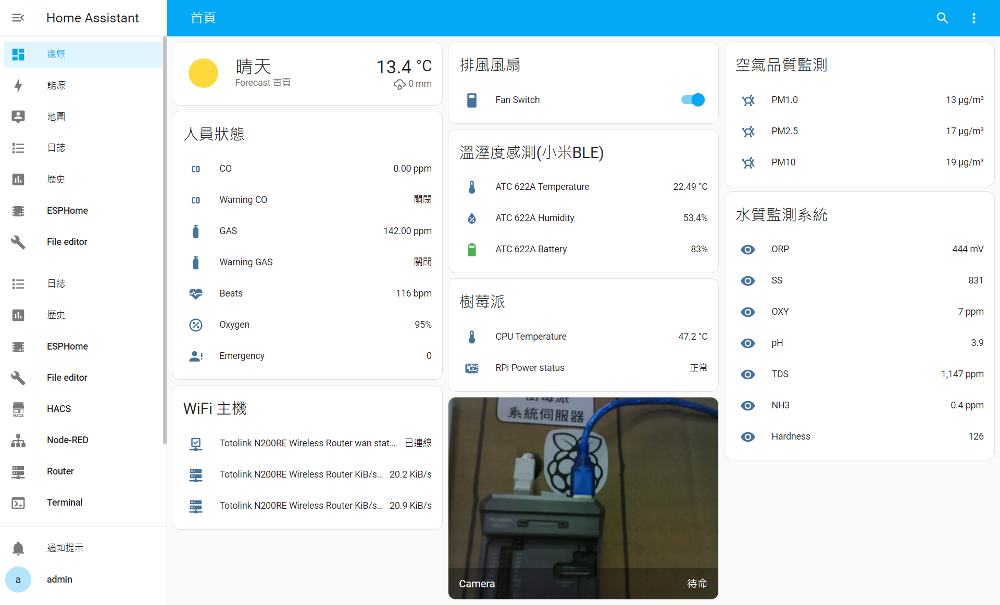 Home Assistant
總覽
能源
地圖
日誌
歷史
ESPHome
File editor
日誌
歷史
ESPHome
File editor
HACS
HACS
Node-RED
Router
Terminal
通知提示
a admin
首頁
晴天
Forecast 首頁
13.4 °C
0 mm
人員狀態
CO 0.00 ppm
Warning CO 關閉
GAS 142.00 ppm
Warning GAS 關閉
Beats 116 bpm
Oxygen 95%
Emergency 0
WiFi 主機
Totolink N200RE Wireless Router wan stat... 已連線
Totolink N200RE Wireless Router KiB/s... 20.2 KiB/s
Totolink N200RE Wireless Router KiB/s... 20.9 KiB/s
排風風扇
Fan Switch
溫溼度感測(小米BLE)
ATC 622A Temperature 22.49 °C
ATC 622A Humidity 53.4%
ATC 622A Battery 83%
樹莓派
CPU Temperature 47.2 °C
RPi Power status 正常
樹莓派
系統伺服器
Camera 待命
空氣品質監測
PM1.0 13 µg/m³
PM2.5 17 µg/m³
PM10 19 µg/m³
水質監測系統
ORP 444 mV
SS 831
OXY 7 ppm
pH 3.9
TDS 1,147 ppm
NH3 0.4 ppm
Hardness 126